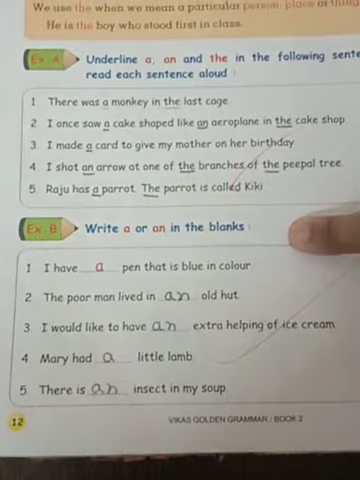 We use the when we mean a particular person, place or thing
He is the boy who stood first in class.
Ex. A Underline a, an and the in the following sente
read each sentence aloud
1 There was a monkey in the last cage
2 I once saw a cake shaped like an aeroplane in the cake shop.
3 I made a card to give my mother on her birthday
4 I shot an arrow at one of the branches of the peepal tree.
5 Raju has a parrot. The parrot is called Kiki
Ex. B Write a or an in the blanks
1 I have a pen that is blue in colour
2 The poor man lived in an old hut.
3. I would like to have an extra helping of ice cream.
4 Mary had a little lamb
5 There is an insect in my soup.
12 VIKAS GOLDEN GRAMMAR : BOOK 2